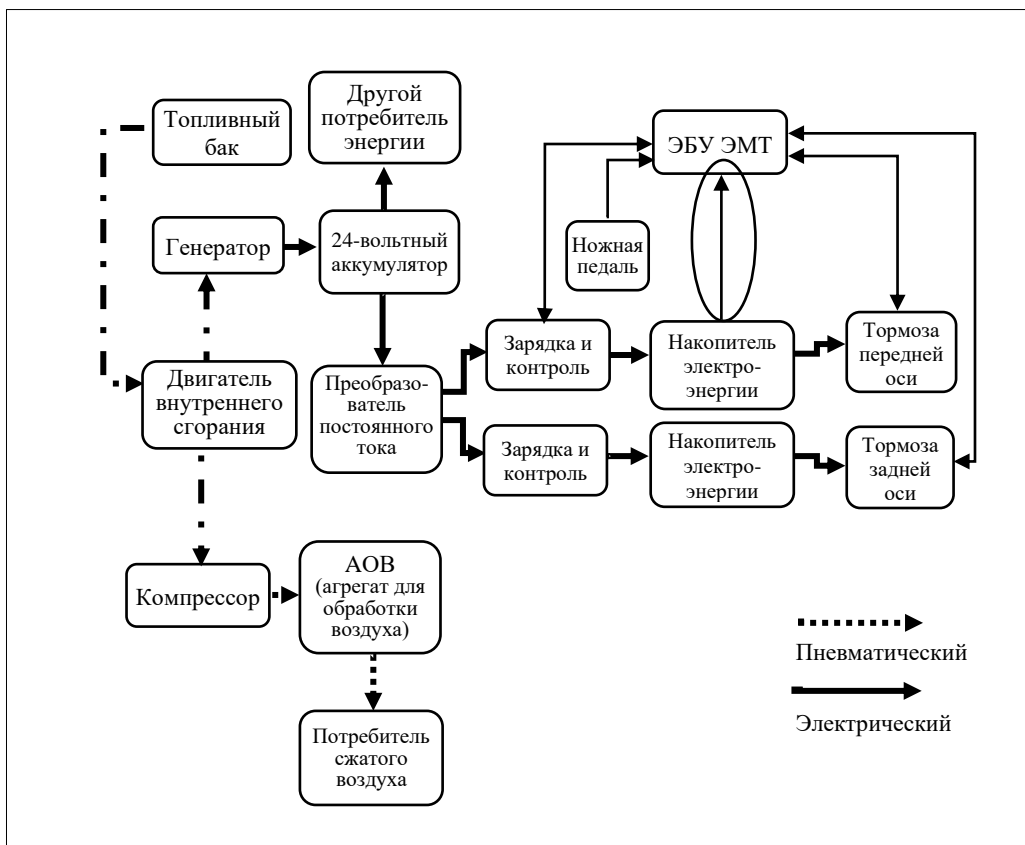 Топливный
бак
Другой
потребитель
энергии
ЭБУ ЭМТ
Генератор
24-вольтный
аккумулятор
Ножная
педаль
Двигатель
внутреннего
сгорания
Преобразо-
ватель
постоянного
тока
Зарядка и
контроль
Накопитель
электро-
энергии
Тормоза
передней
оси
Зарядка и
контроль
Накопитель
электро-
энергии
Тормоза
задней
оси
Компрессор
АОВ
(агрегат для
обработки
воздуха)
Потребитель
сжатого
воздуха
Пневматический
Электрический